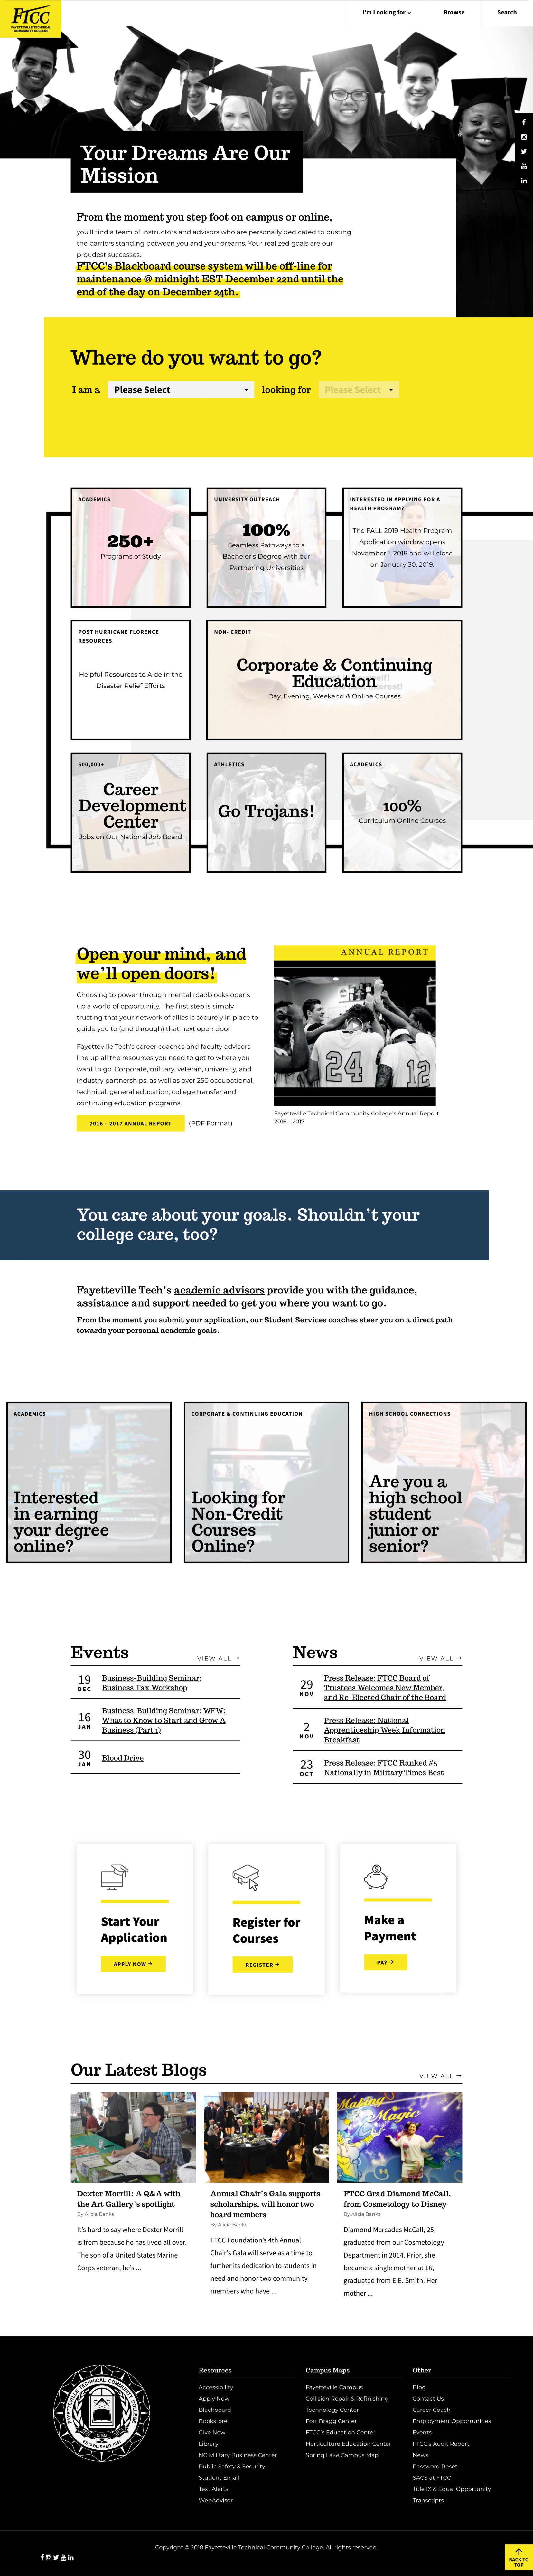 FTCC
FAYETTEVILLE TECHNICAL
COMMUNITY COLLEGE
I'm Looking for
Browse
Search
Your Dreams Are Our
Mission
From the moment you step foot on campus or online,
you'll find a team of instructors and advisors who are personally dedicated to busting
the barriers standing between you and your dreams. Your realized goals are our
proudest successes.
FTCC's Blackboard course system will be off-line for
maintenance @ midnight EST December 22nd until the
end of the day on December 24th.
Where do you want to go?
I am a Please Select looking for Please Select
ACADEMICS
250+
Programs of Study
UNIVERSITY OUTREACH
100%
Seamless Pathways to a
Bachelor's Degree with our
Partnering Universities
INTERESTED IN APPLYING FOR A
HEALTH PROGRAM?
The FALL 2019 Health Program
Application window opens
November 1, 2018 and will close
on January 30, 2019.
POST HURRICANE FLORENCE
RESOURCES
Helpful Resources to Aide in the
Disaster Relief Efforts
NON- CREDIT
Corporate & Continuing
Education
Day, Evening, Weekend & Online Courses
500,000+
Career
Development
Center
Jobs on Our National Job Board
ATHLETICS
Go Trojans!
ACADEMICS
100%
Curriculum Online Courses
Open your mind, and
we'll open doors!
Choosing to power through mental roadblocks opens
up a world of opportunity. The first step is simply
trusting that your network of allies is securely in place to
guide you to (and through) that next open door.
Fayetteville Tech's career coaches and faculty advisors
line up all the resources you need to get to where you
want to go. Corporate, military, veteran, university, and
industry partnerships, as well as over 250 occupational,
technical, general education, college transfer and
continuing education programs.
2016 – 2017 ANNUAL REPORT (PDF Format)
ANNUAL REPORT
24
12
Fayetteville Technical Community College's Annual Report
2016 – 2017
You care about your goals. Shouldn't your
college care, too?
Fayetteville Tech's academic advisors provide you with the guidance,
assistance and support needed to get you where you want to go.
From the moment you submit your application, our Student Services coaches steer you on a direct path
towards your personal academic goals.
ACADEMICS
Interested
in earning
your degree
online?
CORPORATE & CONTINUING EDUCATION
Looking for
Non-Credit
Courses
Online?
HIGH SCHOOL CONNECTIONS
Are you a
high school
student
junior or
senior?
Events
VIEW ALL →
19
DEC
Business-Building Seminar:
Business Tax Workshop
16
JAN
Business-Building Seminar: WFW:
What to Know to Start and Grow A
Business (Part 1)
30
JAN
Blood Drive
News
VIEW ALL →
29
NOV
Press Release: FTCC Board of
Trustees Welcomes New Member,
and Re-Elected Chair of the Board
2
NOV
Press Release: National
Apprenticeship Week Information
Breakfast
23
OCT
Press Release: FTCC Ranked #5
Nationally in Military Times Best
Start Your
Application
APPLY NOW →
Register for
Courses
REGISTER →
Make a
Payment
PAY →
Our Latest Blogs
VIEW ALL →
Making
Magic
Dexter Morrill: A Q&A with
the Art Gallery's spotlight
By Alicia Banks
It's hard to say where Dexter Morrill
is from because he has lived all over.
The son of a United States Marine
Corps veteran, he's ...
Annual Chair's Gala supports
scholarships, will honor two
board members
By Alicia Banks
FTCC Foundation's 4th Annual
Chair's Gala will serve as a time to
further its dedication to students in
need and honor two community
members who have ...
FTCC Grad Diamond McCall,
from Cosmetology to Disney
By Alicia Banks
Diamond Mercades McCall, 25,
graduated from our Cosmetology
Department in 2014. Prior, she
became a single mother at 16,
graduated from E.E. Smith. Her
mother ...
Resources
Accessibility
Apply Now
Blackboard
Bookstore
Give Now
Library
NC Military Business Center
Public Safety & Security
Student Email
Text Alerts
WebAdvisor
Campus Maps
Fayetteville Campus
Collision Repair & Refinishing
Technology Center
Fort Bragg Center
FTCC's Education Center
Horticulture Education Center
Spring Lake Campus Map
Other
Blog
Contact Us
Career Coach
Employment Opportunities
Events
FTCC's Audit Report
News
Password Reset
SACS at FTCC
Title IX & Equal Opportunity
Transcripts
Copyright © 2018 Fayetteville Technical Community College. All rights reserved.
BACK TO
TOP